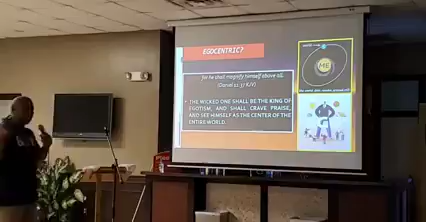 EGOCENTRIC?
for he shall magnify himself above all.
(Daniel 11: 37 KJV)
• THE WICKED ONE SHALL BE THE KING OF
EGOTISM, AND SHALL CRAVE PRAISE,
AND SEE HIMSELF AS THE CENTER OF THE
ENTIRE WORLD.
ME